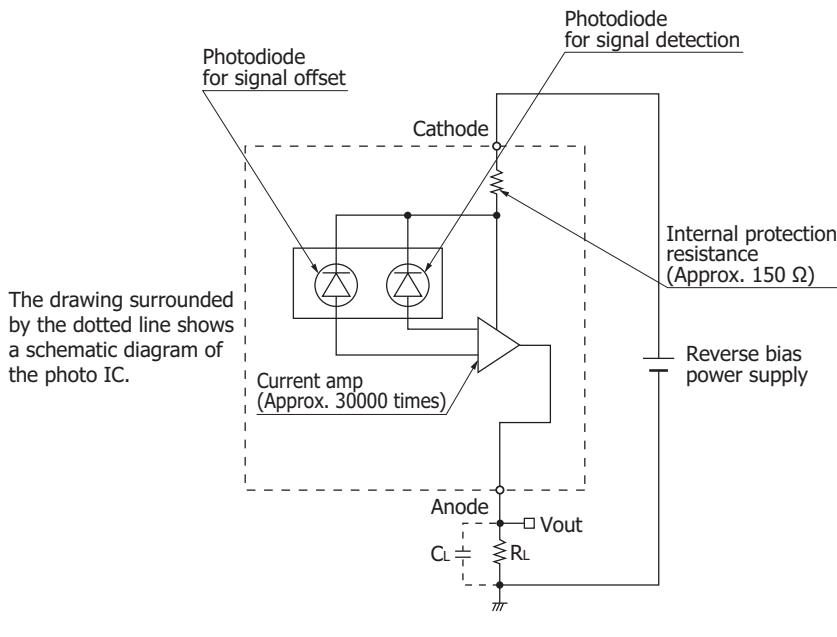 Photodiode
for signal detection
Photodiode
for signal offset
Cathode
Internal protection
resistance
(Approx. 150 Ω)
The drawing surrounded
by the dotted line shows
a schematic diagram of
the photo IC.
Reverse bias
power supply
Current amp
(Approx. 30000 times)
Anode
Vout
CL
RL